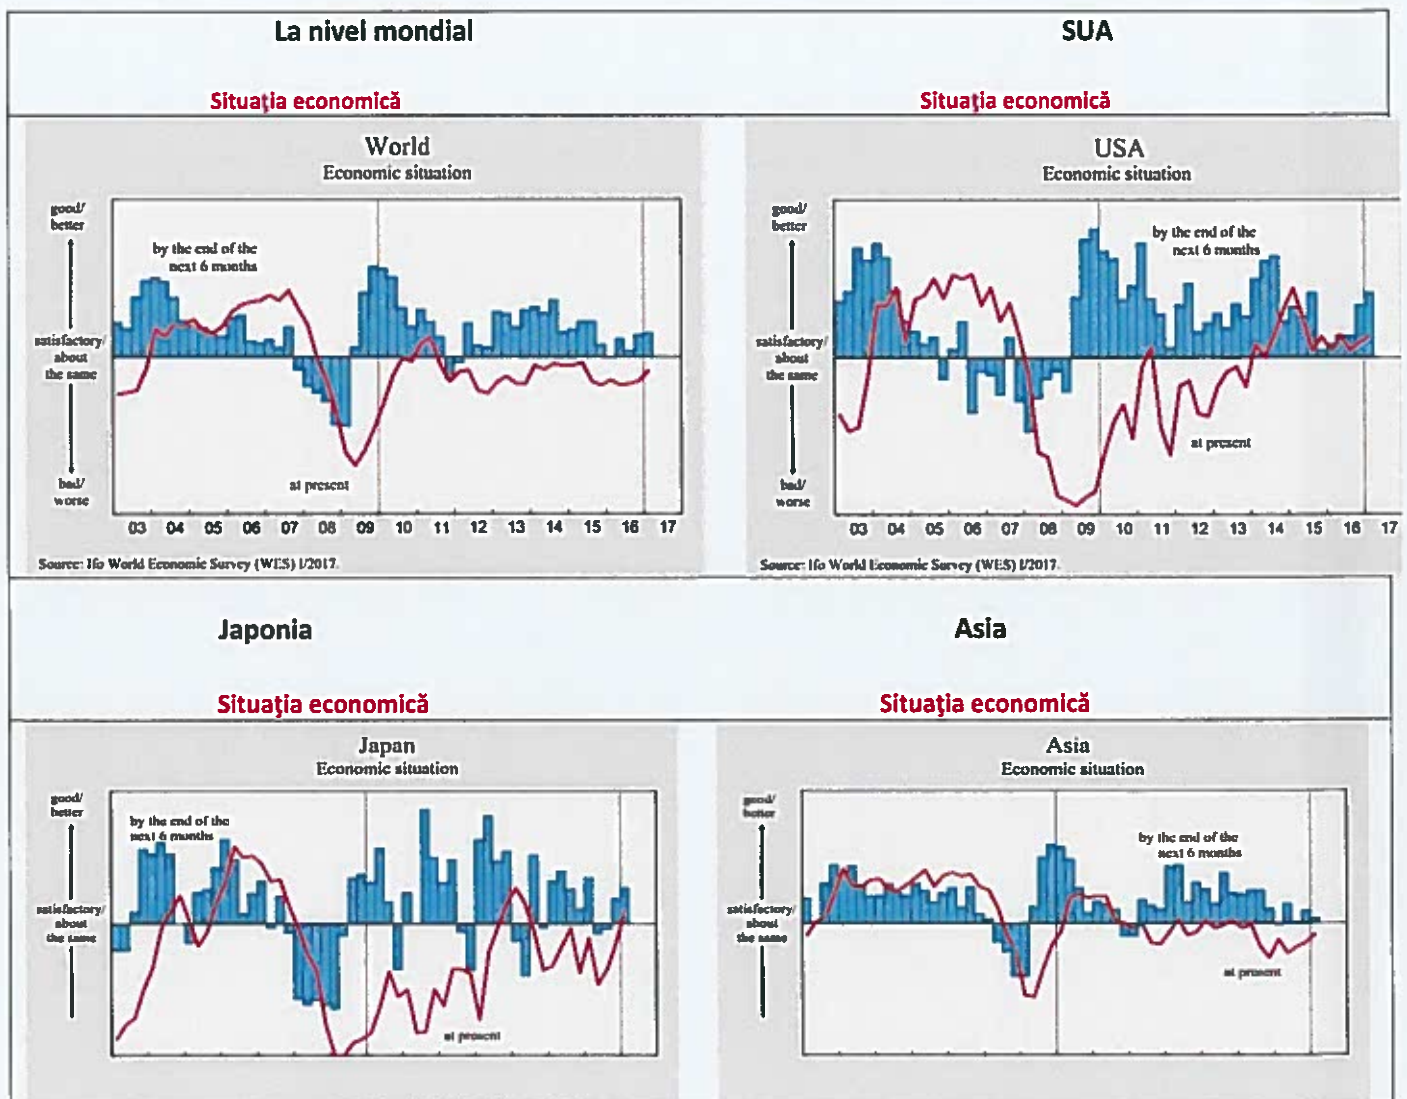 La nivel mondial
SUA
Situația economică
Situația economică
World
Economic situation
good/
better
by the end of the
next 6 months
satisfactory/
about
the same
at present
bad/
worse
03 04 05 06 07 08 09 10 11 12 13 14 15 16 17
Source: Ifo World Economic Survey (WES) I/2017.
USA
Economic situation
good/
better
by the end of the
next 6 months
satisfactory/
about
the same
at present
bad/
worse
03 04 05 06 07 08 09 10 11 12 13 14 15 16 17
Source: Ifo World Economic Survey (WES) I/2017.
Japonia
Asia
Situația economică
Situația economică
Japan
Economic situation
good/
better
by the end of the
next 6 months
satisfactory/
about
the same
at present
Asia
Economic situation
good/
better
by the end of the
next 6 months
satisfactory/
about
the same
at present